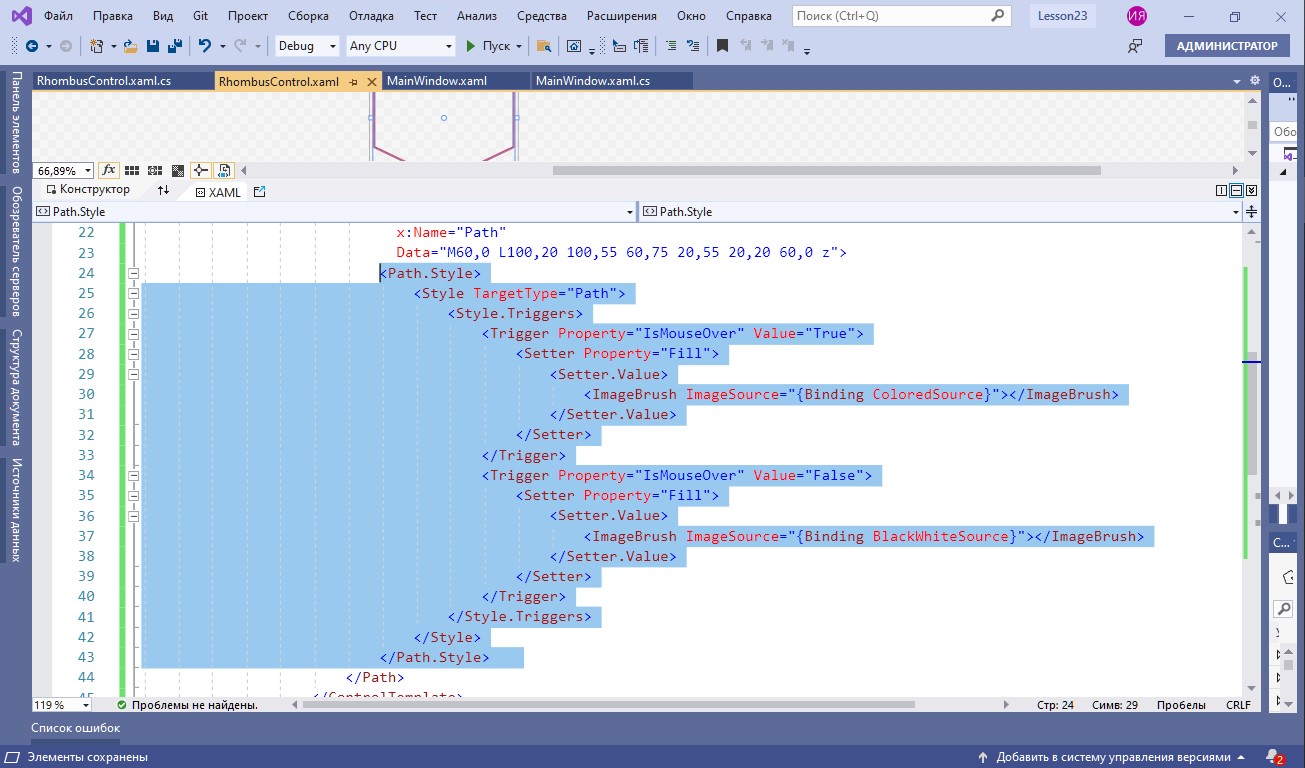 Файл Правка Вид Git Проект Сборка Отладка Тест Анализ Средства Расширения Окно Справка Поиск (Ctrl+Q) Lesson23 ИЯ
Debug Any CPU Пуск АДМИНИСТРАТОР
RhombusControl.xaml.cs RhombusControl.xaml MainWindow.xaml MainWindow.xaml.cs О...
Обо
66,89% fx
Конструктор XAML
Path.Style Path.Style
22 x:Name="Path"
23 Data="M60,0 L100,20 100,55 60,75 20,55 20,20 60,0 z">
24 <Path.Style>
25 <Style TargetType="Path">
26 <Style.Triggers>
27 <Trigger Property="IsMouseOver" Value="True">
28 <Setter Property="Fill">
29 <Setter.Value>
30 <ImageBrush ImageSource="{Binding ColoredSource}"></ImageBrush>
31 </Setter.Value>
32 </Setter>
33 </Trigger>
34 <Trigger Property="IsMouseOver" Value="False">
35 <Setter Property="Fill">
36 <Setter.Value>
37 <ImageBrush ImageSource="{Binding BlackWhiteSource}"></ImageBrush>
38 </Setter.Value>
39 </Setter>
40 </Trigger>
41 </Style.Triggers>
42 </Style>
43 </Path.Style>
44 </Path>
45 </ControlTemplate>
Панель элементов
Обозреватель серверов
Структура документа
Источники данных
С...
119 % Проблемы не найдены. Стр: 24 Симв: 29 Пробелы CRLF
Список ошибок
Элементы сохранены Добавить в систему управления версиями 2